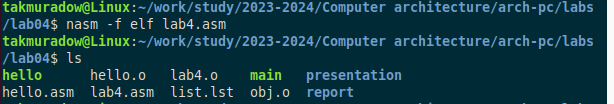 takmuradow@Linux:~/work/study/2023-2024/Computer architecture/arch-pc/labs
/lab04$ nasm -f elf lab4.asm
takmuradow@Linux:~/work/study/2023-2024/Computer architecture/arch-pc/labs
/lab04$ ls
hello hello.o lab4.o main presentation
hello.asm lab4.asm list.lst obj.o report